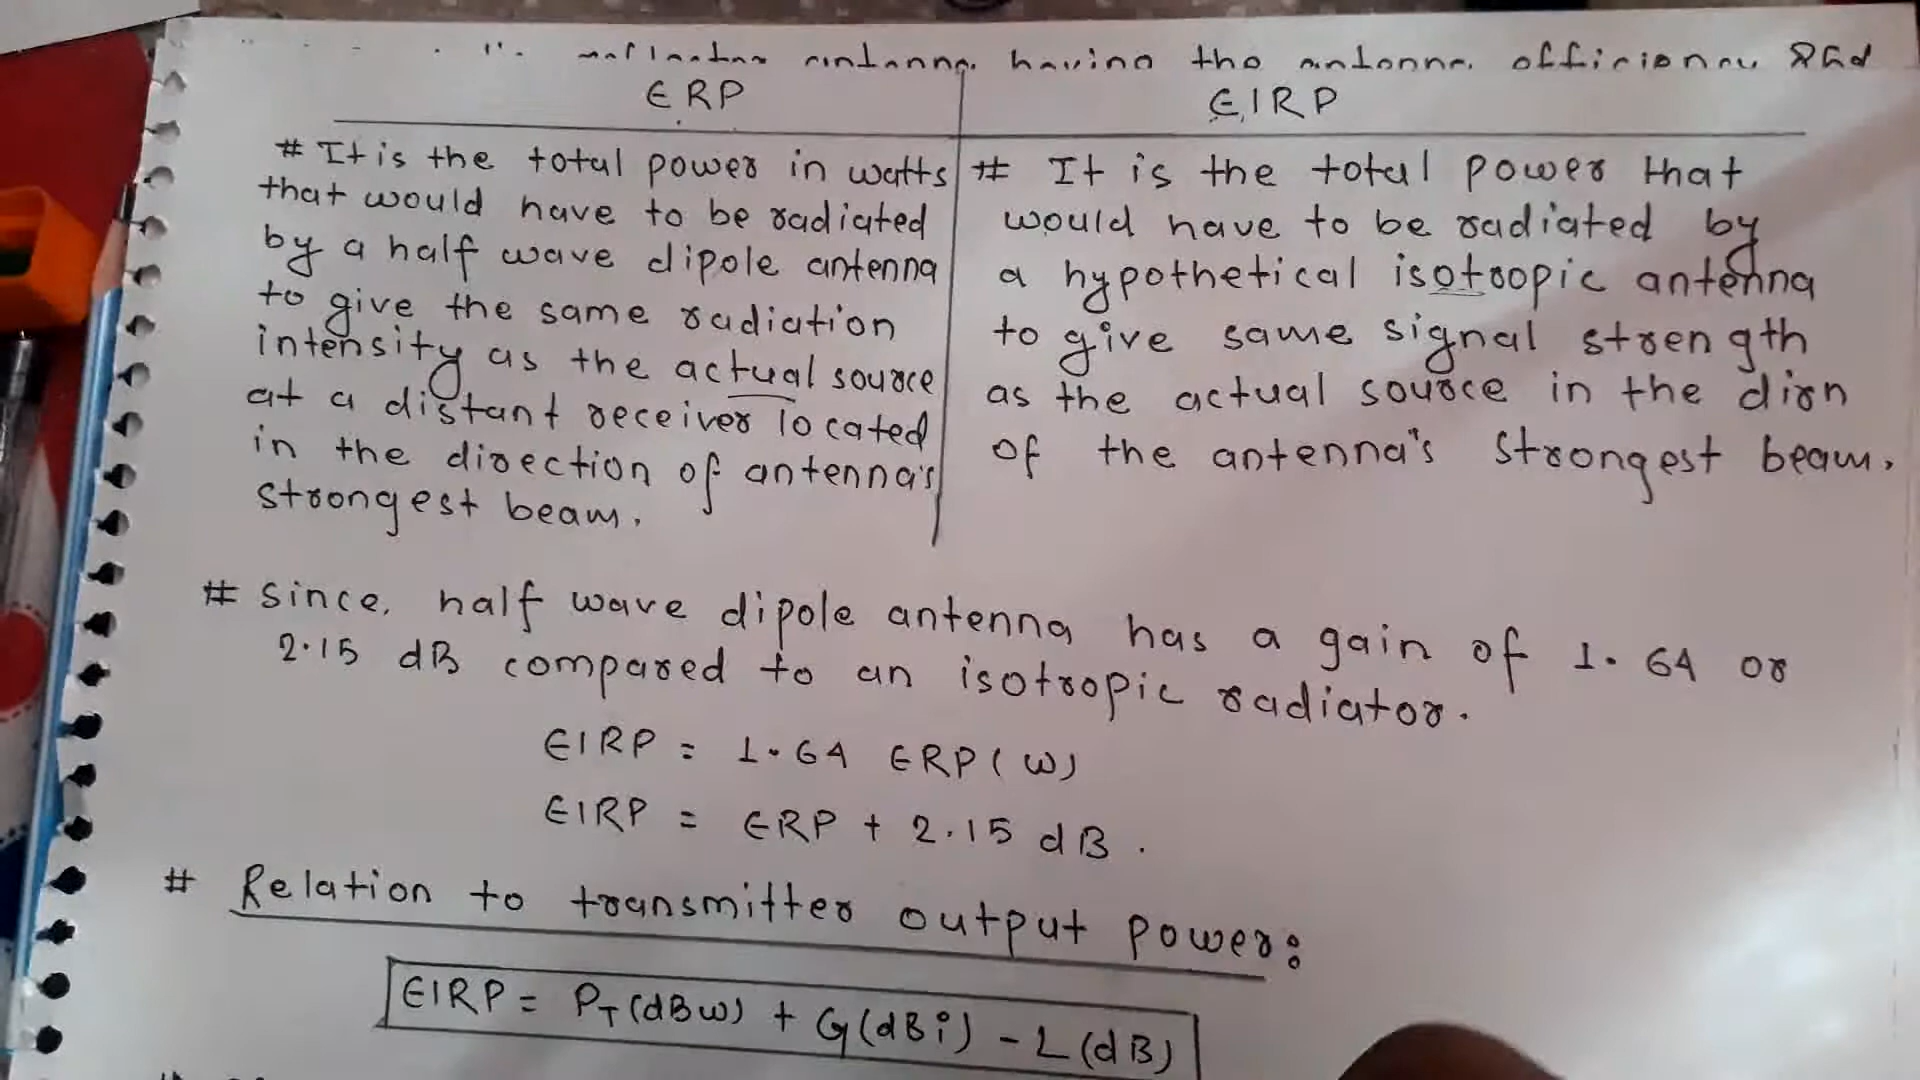 antenna having the antenna
ERP
EIRP
# It is the total power in watts
that would have to be radiated
by a half wave dipole antenna
to give the same radiation
intensity as the actual source
at a distant receiver located
in the direction of antenna's
strongest beam.
# It is the total power that
would have to be radiated by
a hypothetical isotropic antenna
to give same signal strength
as the actual source in the dirn
of the antenna's strongest beam.
# Since, half wave dipole antenna has a gain of 1.64 or
2.15 dB compared to an isotropic radiator.
EIRP = 1.64 ERP(W)
EIRP = ERP + 2.15 dB.
# Relation to transmitter output power:
EIRP = PT(dBW) + G(dBi) - L(dB)